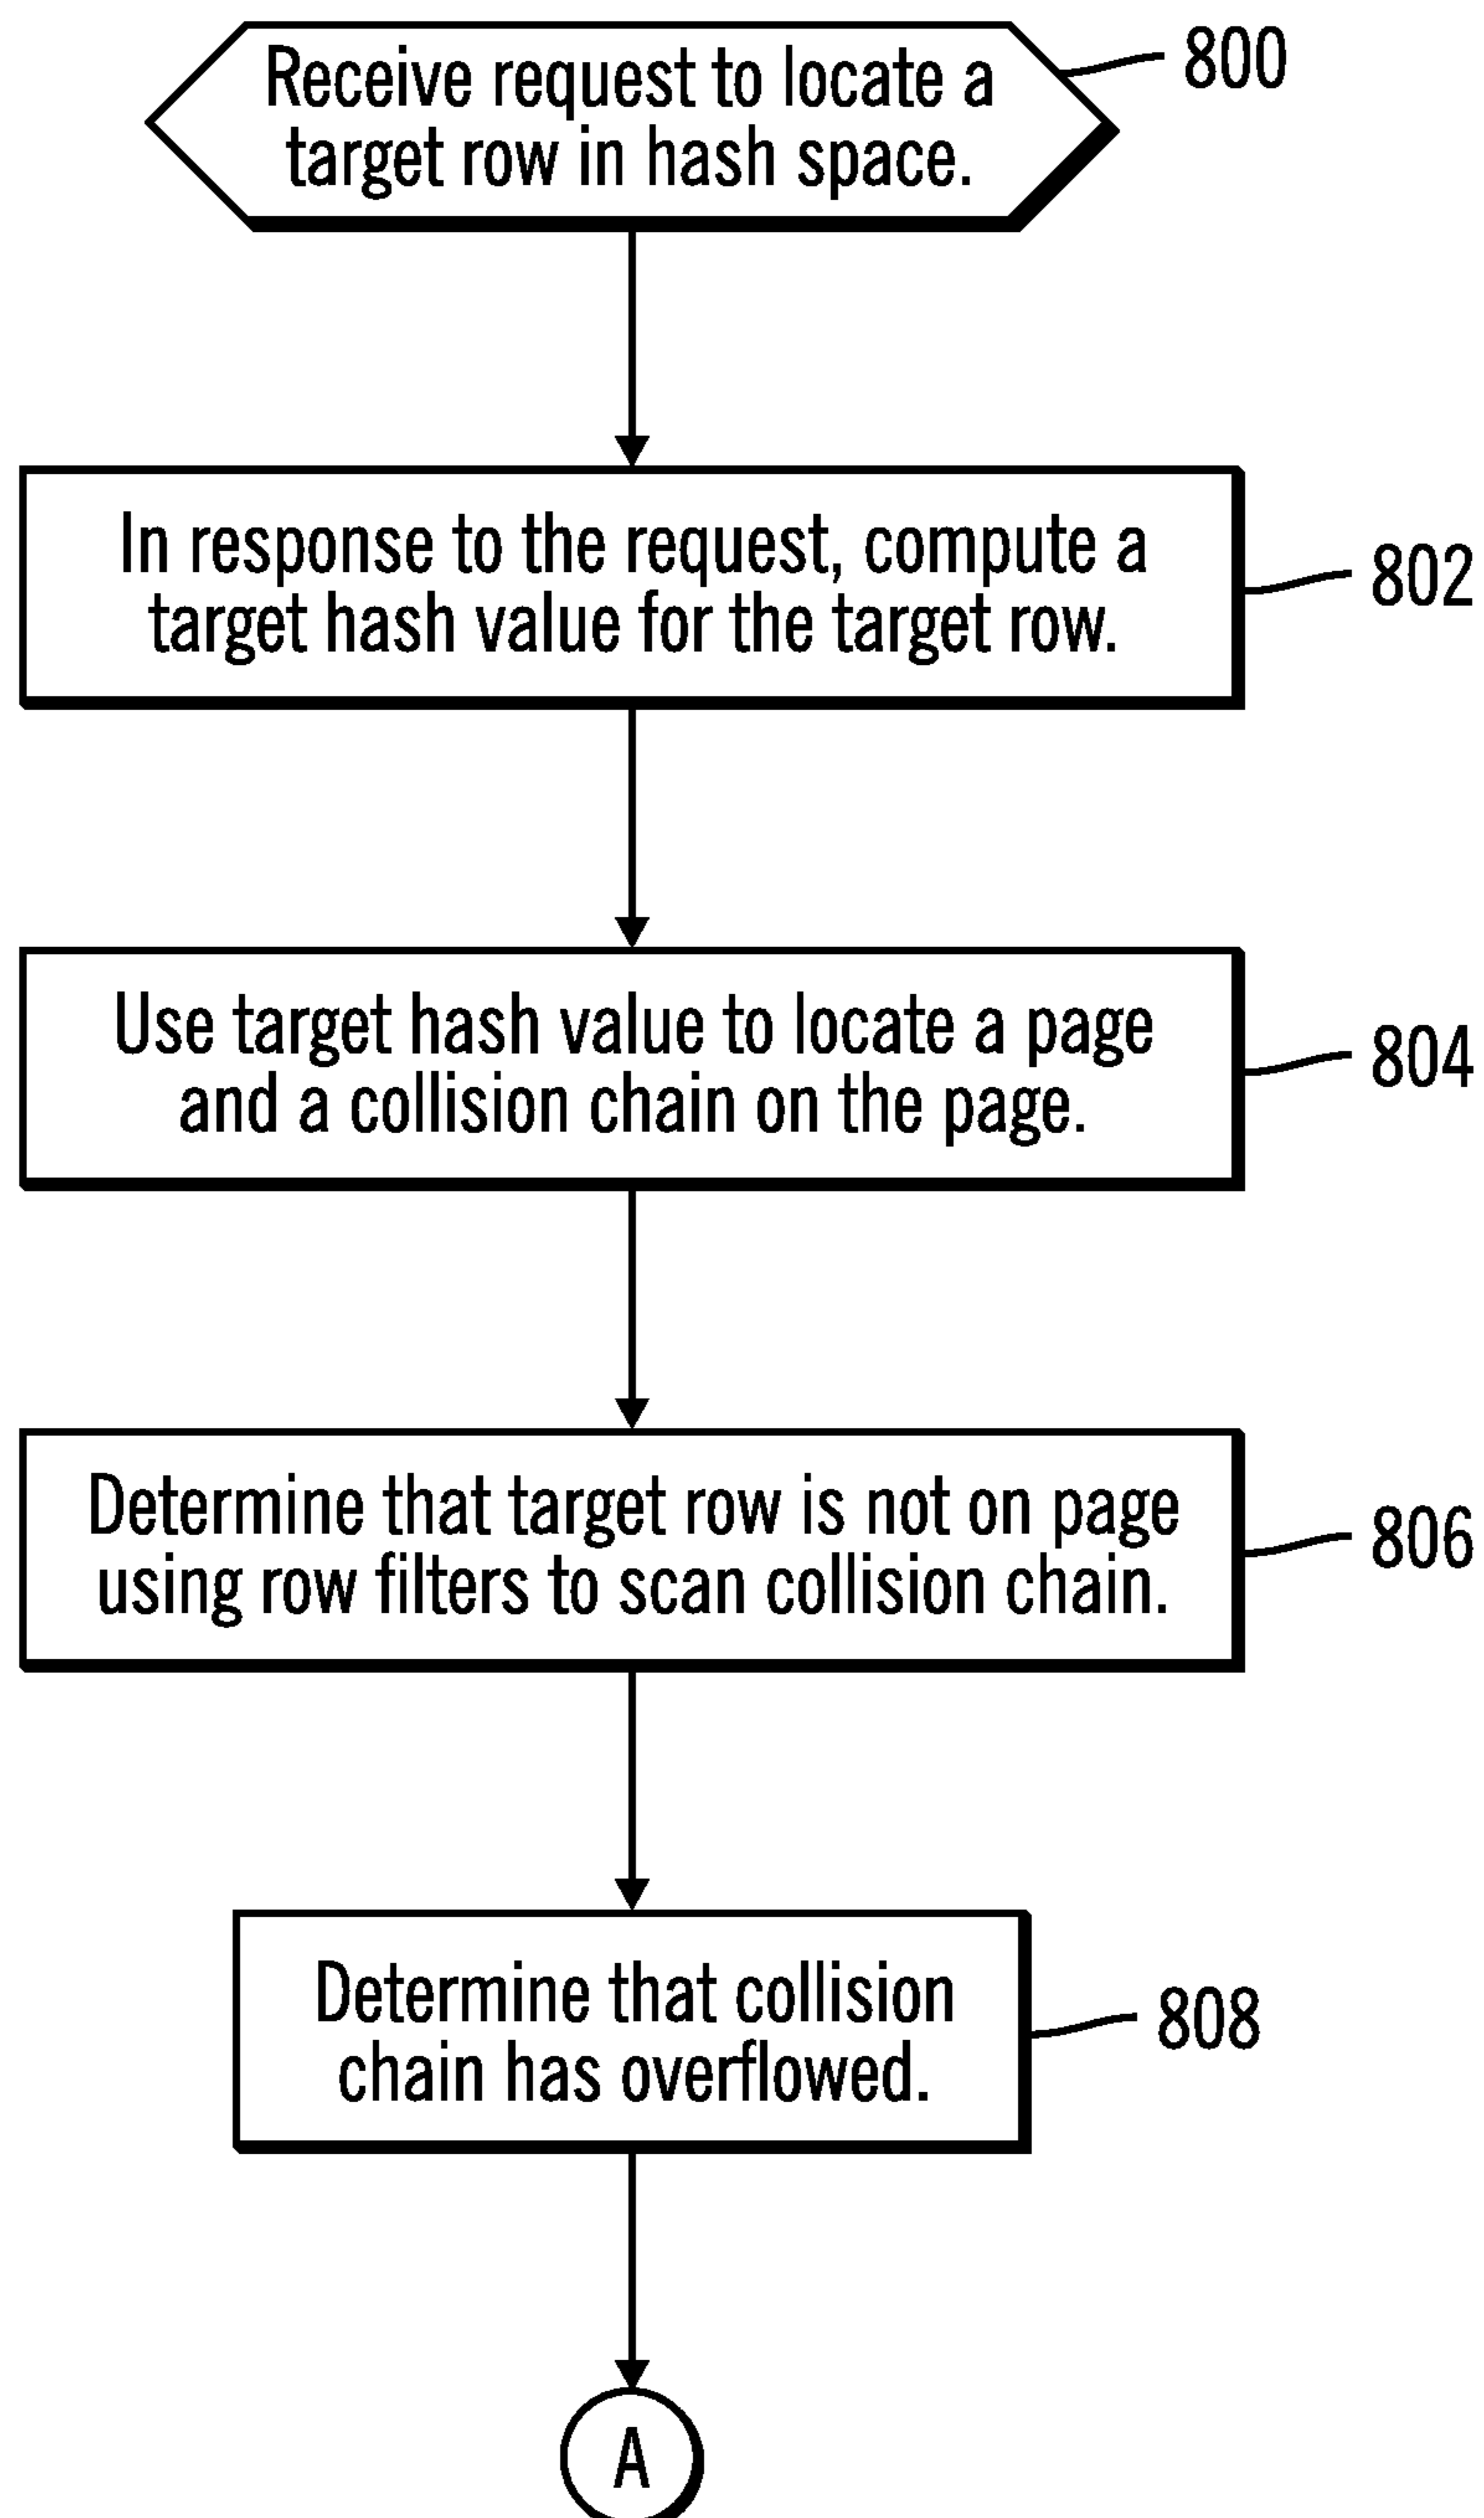 Receive request to locate a
target row in hash space.
800
In response to the request, compute a
target hash value for the target row.
802
Use target hash value to locate a page
and a collision chain on the page.
804
Determine that target row is not on page
using row filters to scan collision chain.
806
Determine that collision
chain has overflowed.
808
A